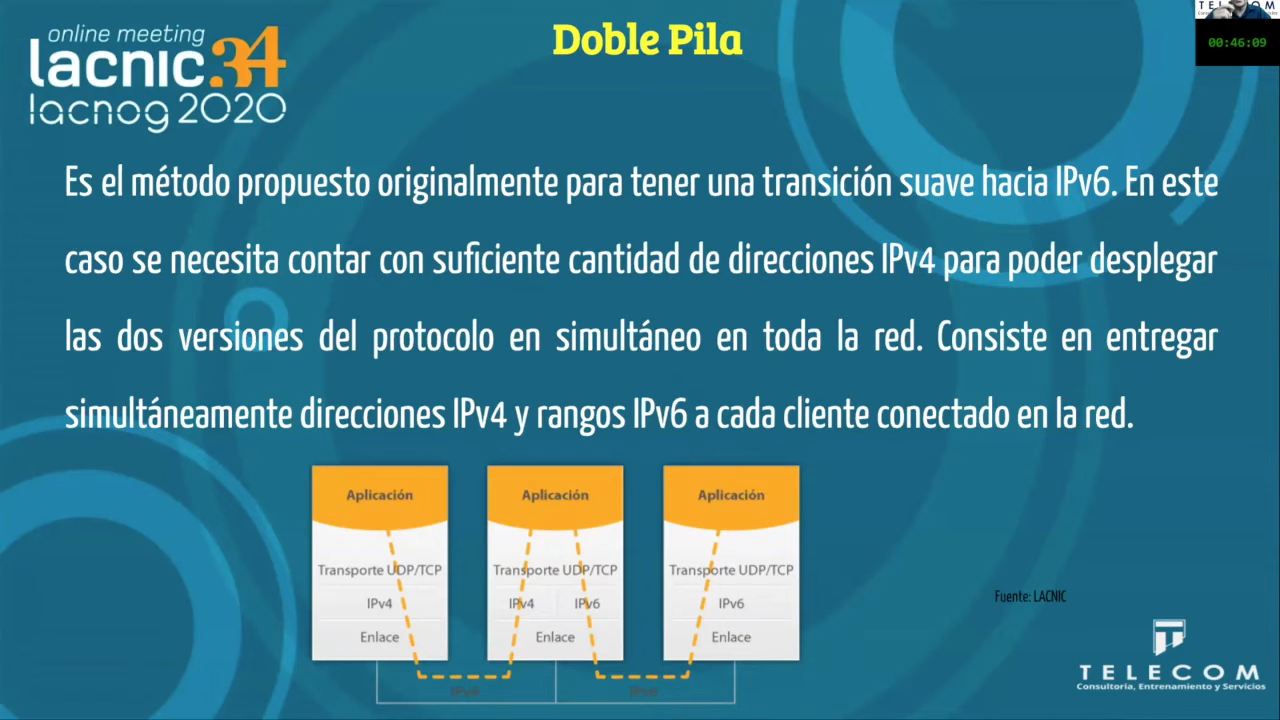 online meeting
lacnic.34
lacnog 2020
Doble Pila
TELECOM
00:46:09
Es el método propuesto originalmente para tener una transición suave hacia IPv6. En este
caso se necesita contar con suficiente cantidad de direcciones IPv4 para poder desplegar
las dos versiones del protocolo en simultáneo en toda la red. Consiste en entregar
simultáneamente direcciones IPv4 y rangos IPv6 a cada cliente conectado en la red.
Aplicación
Transporte UDP/TCP
IPv4
Enlace
Aplicación
Transporte UDP/TCP
IPv4 IPv6
Enlace
Aplicación
Transporte UDP/TCP
IPv6
Enlace
IPv4
IPv6
Fuente: LACNIC
TELECOM
Consultoría, Entrenamiento y Servicios